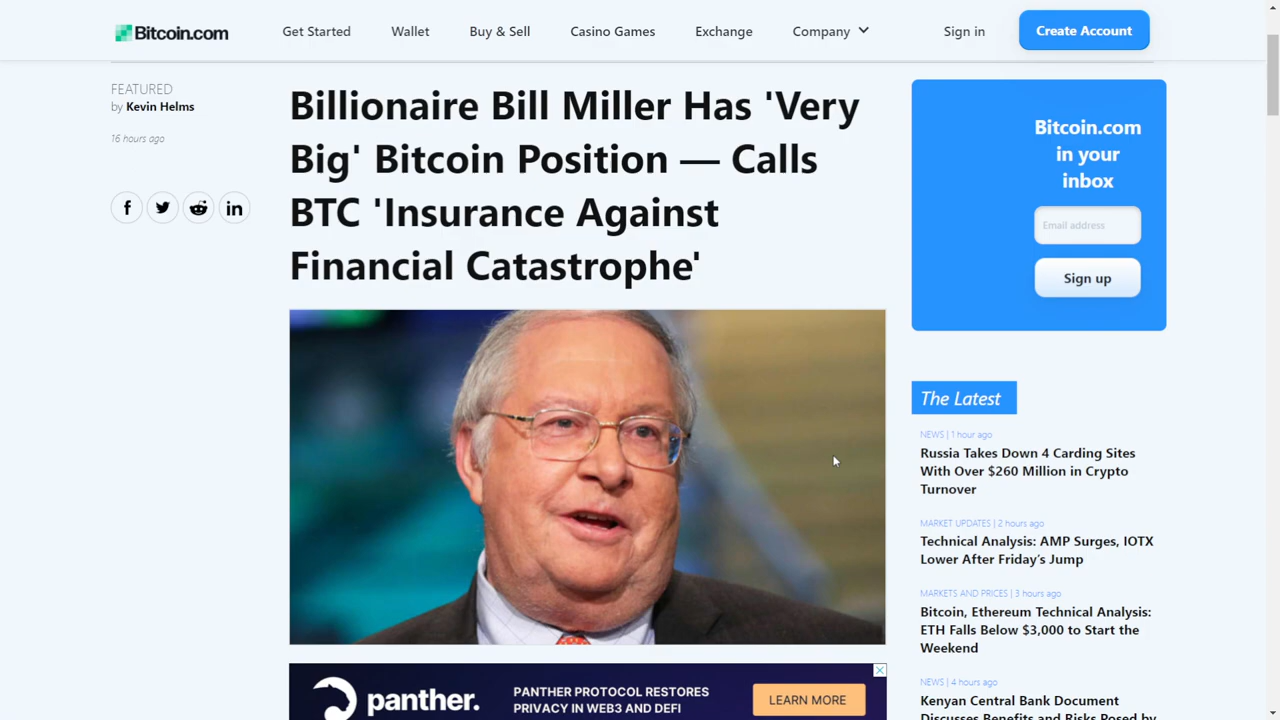 Bitcoin.com
Get Started
Wallet
Buy & Sell
Casino Games
Exchange
Company
Sign in
Create Account
FEATURED
by Kevin Helms
16 hours ago
Billionaire Bill Miller Has 'Very
Big' Bitcoin Position — Calls
BTC 'Insurance Against
Financial Catastrophe'
Bitcoin.com
in your
inbox
Email address
Sign up
The Latest
NEWS | 1 hour ago
Russia Takes Down 4 Carding Sites
With Over $260 Million in Crypto
Turnover
MARKET UPDATES | 2 hours ago
Technical Analysis: AMP Surges, IOTX
Lower After Friday's Jump
MARKETS AND PRICES | 3 hours ago
Bitcoin, Ethereum Technical Analysis:
ETH Falls Below $3,000 to Start the
Weekend
NEWS | 4 hours ago
Kenyan Central Bank Document
Discusses Benefits and Risks Posed by
panther.
PANTHER PROTOCOL RESTORES
PRIVACY IN WEB3 AND DEFI
LEARN MORE